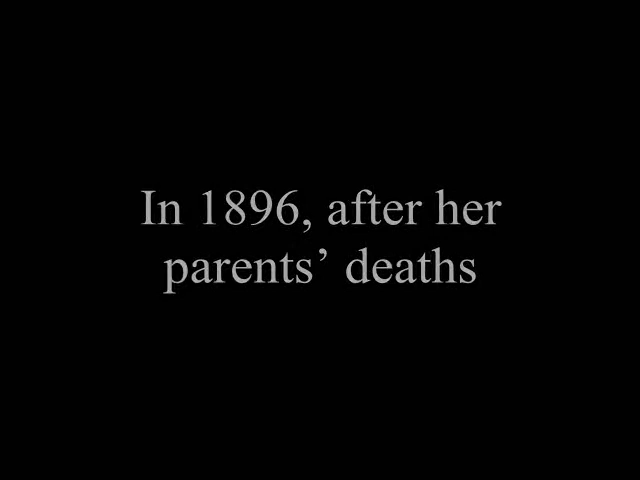 In 1896, after her
parents’ deaths